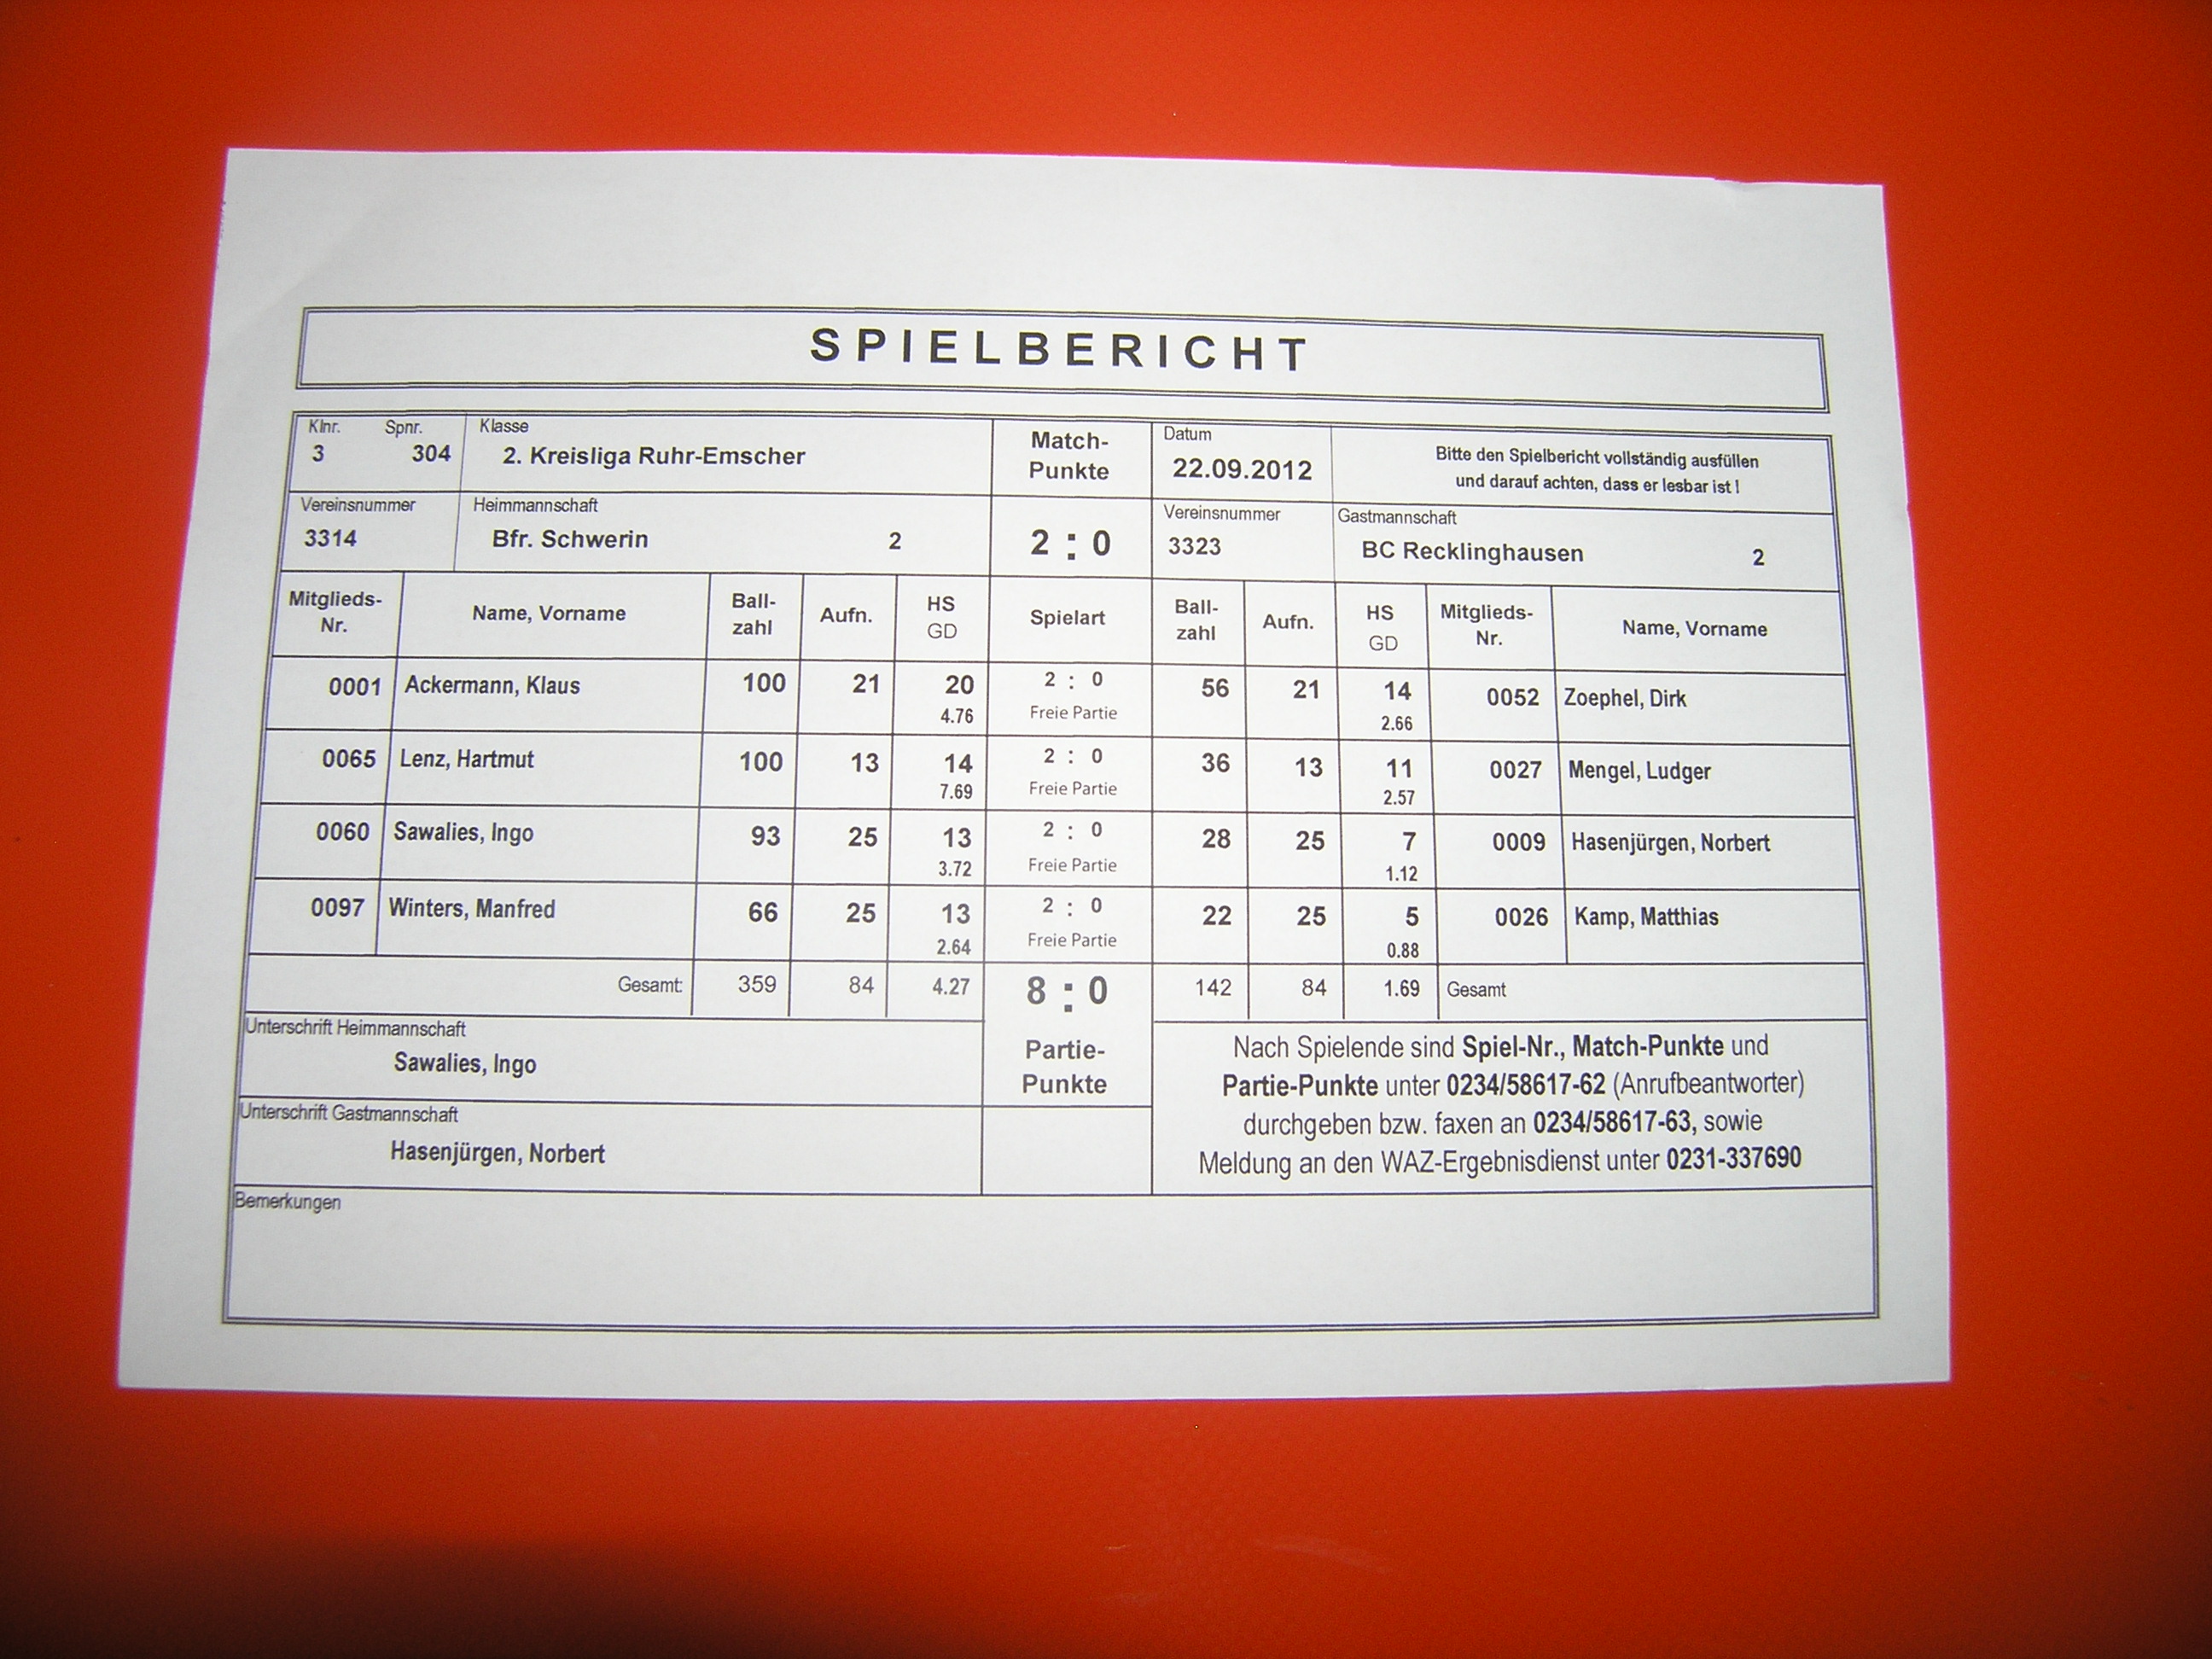 SPIELBERICHT
Klnr. Spnr. Klasse Match- Datum Bitte den Spielbericht vollständig ausfüllen
3 304 2. Kreisliga Ruhr-Emscher Punkte 22.09.2012 und darauf achten, dass er lesbar ist !
Vereinsnummer Heimmannschaft Vereinsnummer Gastmannschaft
3314 Bfr. Schwerin 2 2 : 0 3323 BC Recklinghausen 2
Mitglieds- Ball- HS Ball- HS Mitglieds-
Name, Vorname Aufn. Spielart Aufn. Name, Vorname
Nr. zahl GD zahl GD Nr.
0001 Ackermann, Klaus 100 21 20 2 : 0 56 21 14 0052 Zoephel, Dirk
4.76 Freie Partie 2.66
0065 Lenz, Hartmut 100 13 14 2 : 0 36 13 11 0027 Mengel, Ludger
7.69 Freie Partie 2.57
0060 Sawalies, Ingo 93 25 13 2 : 0 28 25 7 0009 Hasenjürgen, Norbert
3.72 Freie Partie 1.12
0097 Winters, Manfred 66 25 13 2 : 0 22 25 5 0026 Kamp, Matthias
2.64 Freie Partie 0.88
Gesamt: 359 84 4.27 8 : 0 142 84 1.69 Gesamt
Unterschrift Heimmannschaft
Sawalies, Ingo
Partie-
Punkte
Unterschrift Gastmannschaft
Hasenjürgen, Norbert
Nach Spielende sind Spiel-Nr., Match-Punkte und
Partie-Punkte unter 0234/58617-62 (Anrufbeantworter)
durchgeben bzw. faxen an 0234/58617-63, sowie
Meldung an den WAZ-Ergebnisdienst unter 0231-337690
Bemerkungen